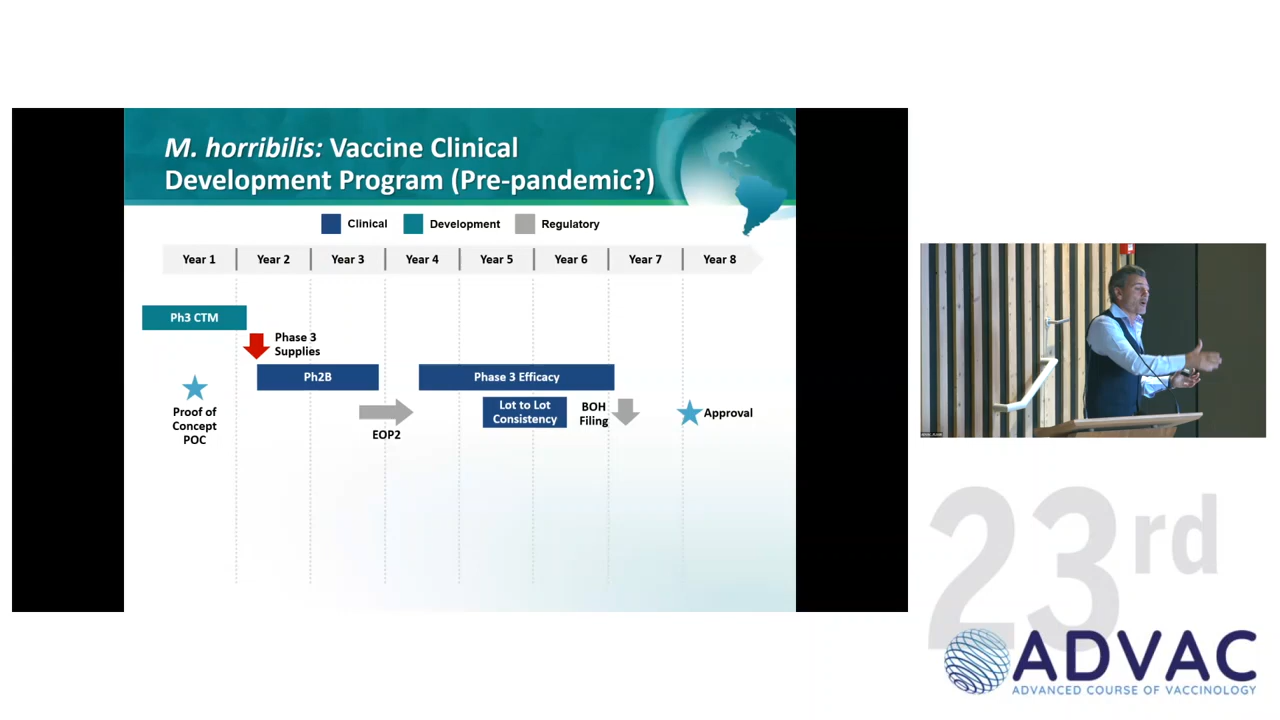 M. horribilis: Vaccine Clinical
Development Program (Pre-pandemic?)
Clinical
Development
Regulatory
Year 1
Year 2
Year 3
Year 4
Year 5
Year 6
Year 7
Year 8
Ph3 CTM
Phase 3
Supplies
Ph2B
Phase 3 Efficacy
Proof of
Concept
POC
EOP2
Lot to Lot
Consistency
BOH
Filing
Approval
23rd
ADVAC
ADVANCED COURSE OF VACCINOLOGY